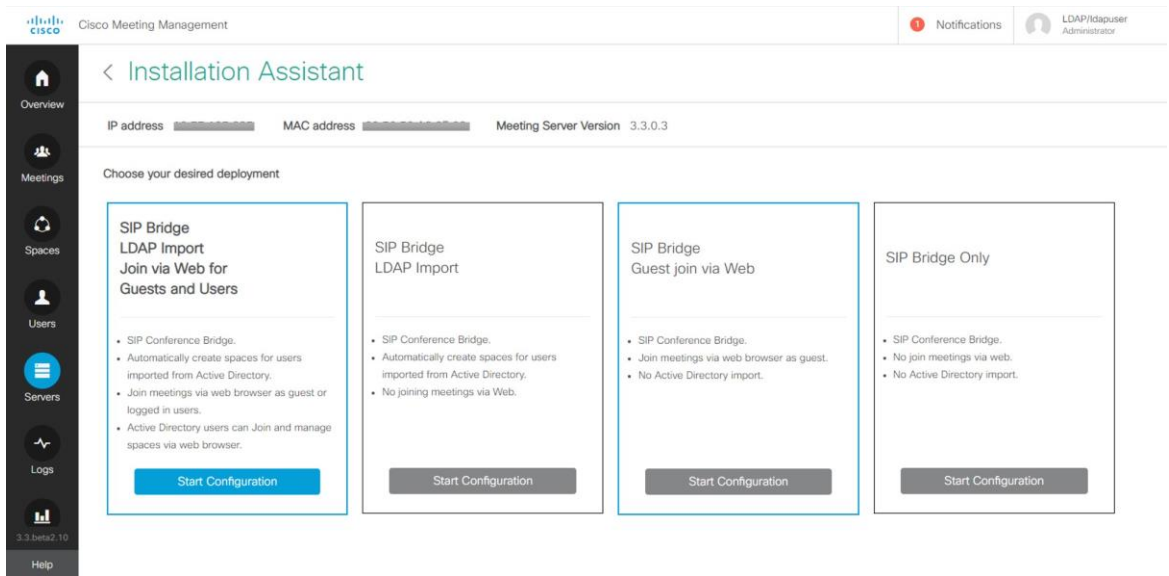 cisco
Cisco Meeting Management
1
Notifications
LDAP/ldapuser
Administrator
Overview
Meetings
Spaces
Users
Servers
Logs
3.3.beta2.10
Help
Installation Assistant
IP address
MAC address
Meeting Server Version 3.3.0.3
Choose your desired deployment
SIP Bridge
LDAP Import
Join via Web for
Guests and Users
• SIP Conference Bridge.
• Automatically create spaces for users
imported from Active Directory.
• Join meetings via web browser as guest or
logged in users.
• Active Directory users can Join and manage
spaces via web browser.
Start Configuration
SIP Bridge
LDAP Import
• SIP Conference Bridge.
• Automatically create spaces for users
imported from Active Directory.
• No joining meetings via Web.
Start Configuration
SIP Bridge
Guest join via Web
• SIP Conference Bridge.
• Join meetings via web browser as guest.
• No Active Directory import.
Start Configuration
SIP Bridge Only
• SIP Conference Bridge.
• No join meetings via web.
• No Active Directory import.
Start Configuration